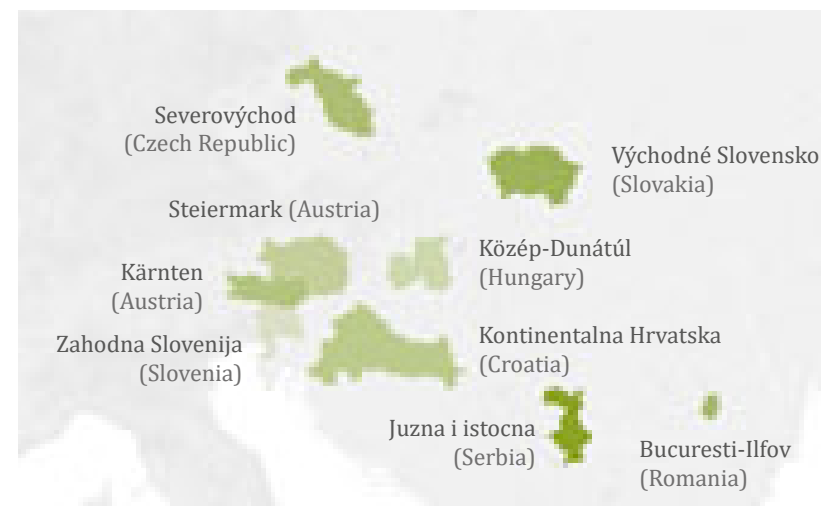 Severovýchod
(Czech Republic)
Východné Slovensko
(Slovakia)
Steiermark (Austria)
Közép-Dunátúl
(Hungary)
Kärnten
(Austria)
Zahodna Slovenija
(Slovenia)
Kontinentalna Hrvatska
(Croatia)
Juzna i istocna
(Serbia)
Bucuresti-Ilfov
(Romania)